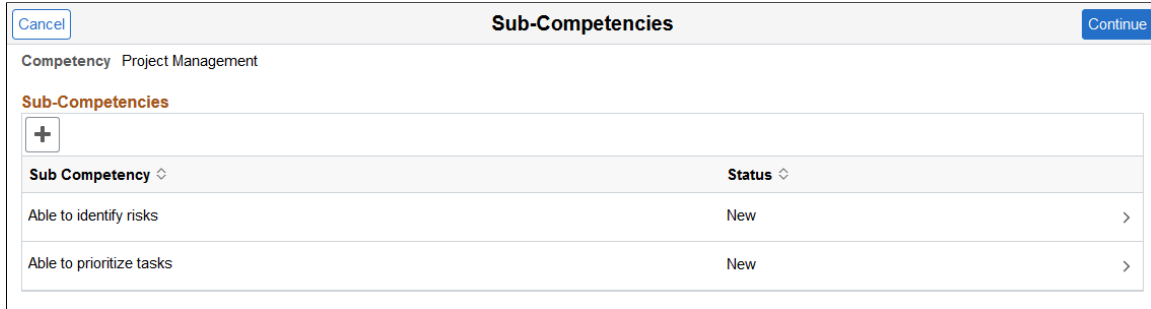 Cancel Sub-Competencies Continue
Competency Project Management
Sub-Competencies
Sub Competency Status
Able to identify risks New
Able to prioritize tasks New